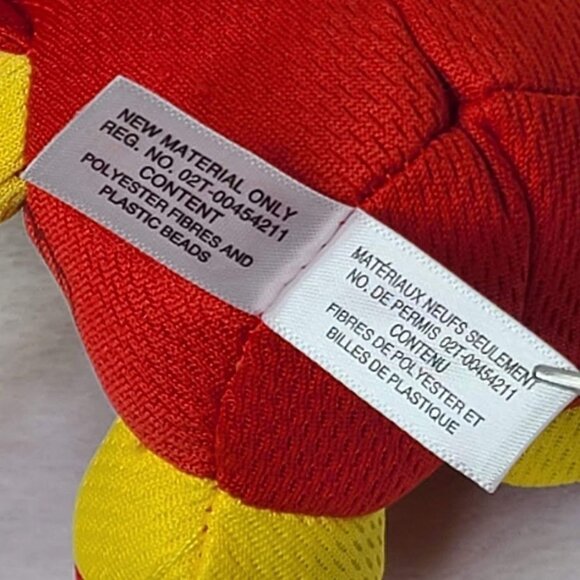 NEW MATERIAL ONLY
REG. NO. 02T-00454211
CONTENT
POLYESTER FIBRES AND
PLASTIC BEADS
MATÉRIAUX NEUFS SEULEMENT
NO. DE PERMIS 02T-00454211
CONTENU
FIBRES DE POLYESTER ET
BILLES DE PLASTIQUE